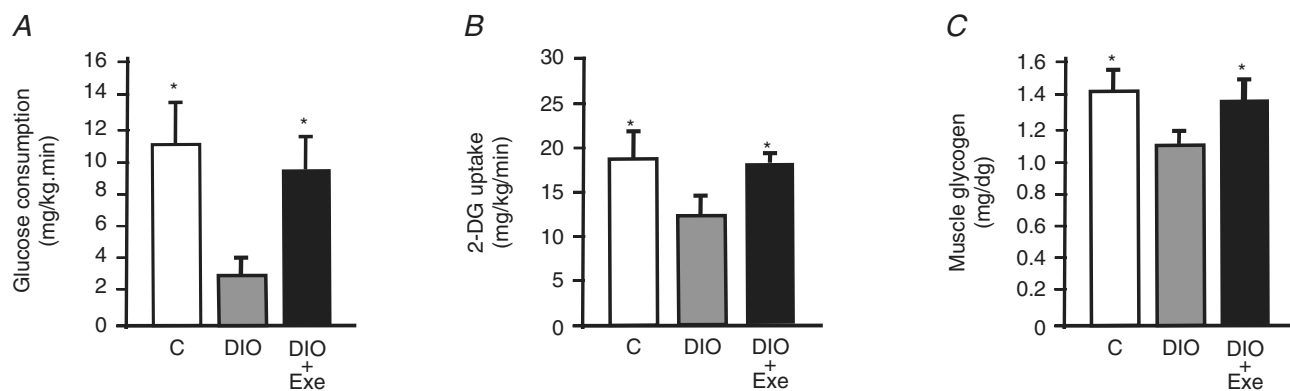 A
Glucose consumption
(mg/kg.min)
16
14
12
10
8
6
4
2
0
*
*
C
DIO
DIO
+
Exe
B
2-DG uptake
(mg/kg/min)
30
25
20
15
10
5
0
*
*
C
DIO
DIO
+
Exe
C
Muscle glycogen
(mg/dg)
1.6
1.4
1.2
1.0
0.8
0.6
0.4
0.2
0
*
*
C
DIO
DIO
+
Exe